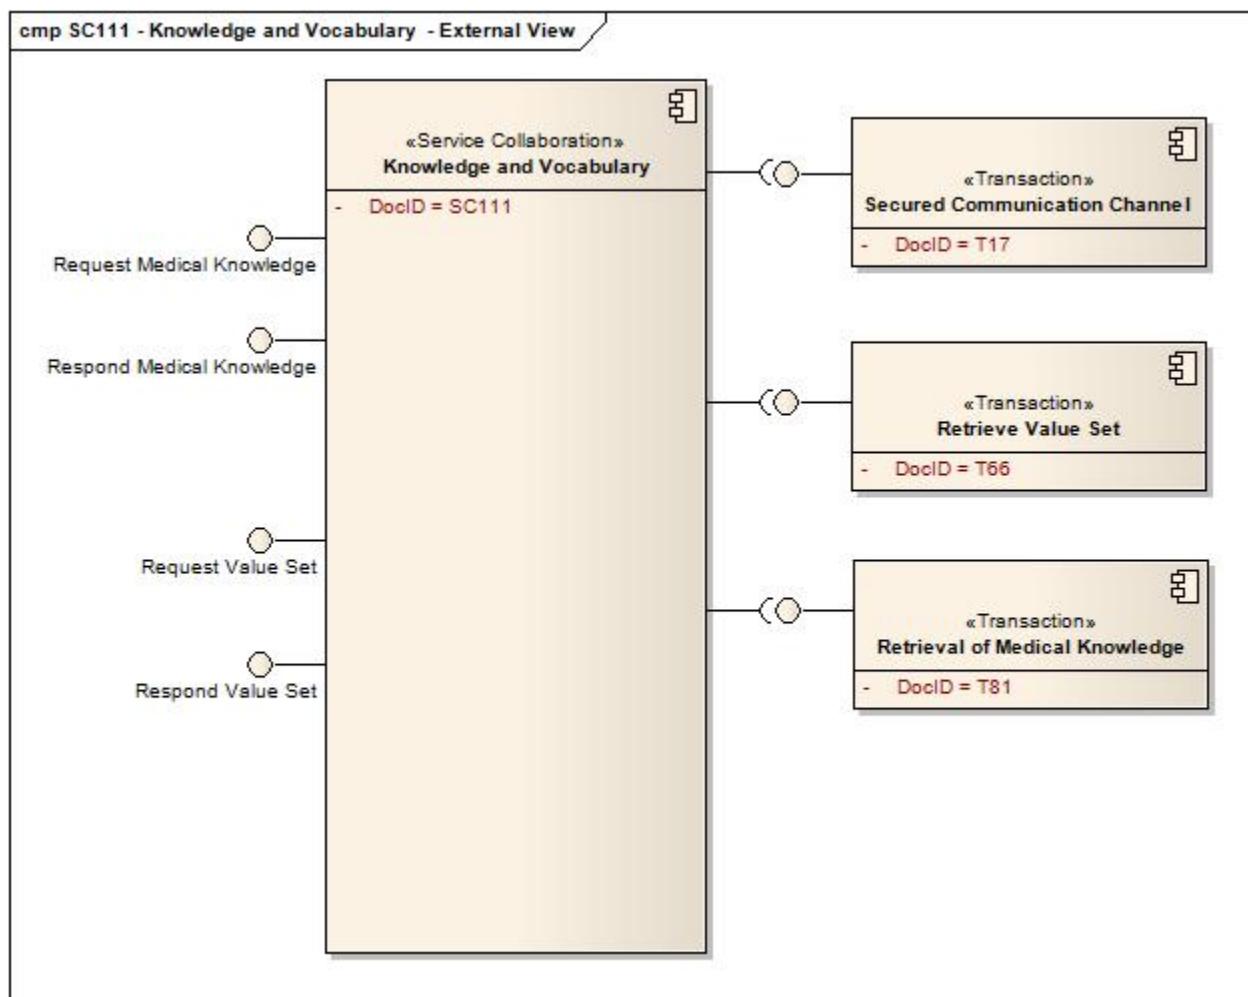 cmp SC111 - Knowledge and Vocabulary - External View
«Service Collaboration»
Knowledge and Vocabulary
- DocID = SC111
Request Medical Knowledge
Respond Medical Knowledge
Request Value Set
Respond Value Set
«Transaction»
Secured Communication Channel
- DocID = T17
«Transaction»
Retrieve Value Set
- DocID = T66
«Transaction»
Retrieval of Medical Knowledge
- DocID = T81